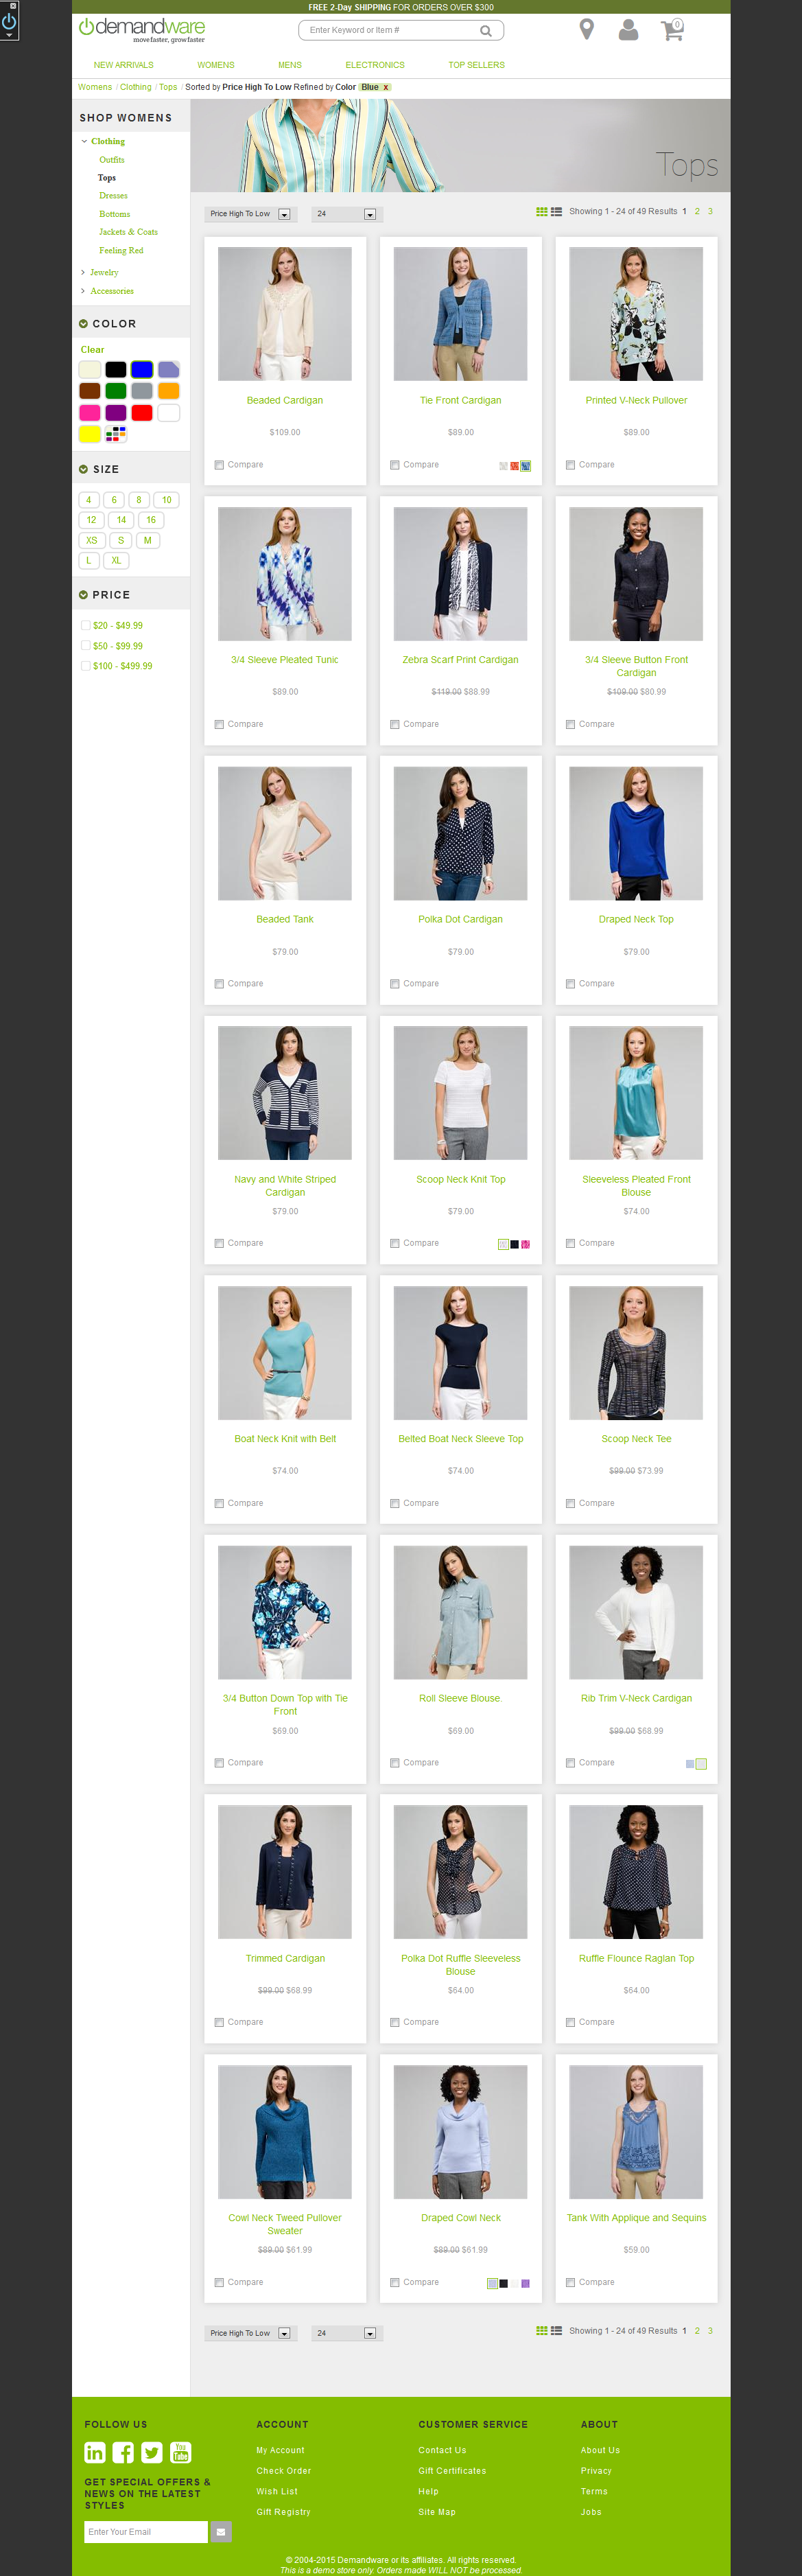 FREE 2-Day SHIPPING FOR ORDERS OVER $300
demandware
move faster, grow faster
Enter Keyword or Item #
0
NEW ARRIVALS WOMENS MENS ELECTRONICS TOP SELLERS
Womens / Clothing / Tops / Sorted by Price High To Low Refined by Color Blue x
SHOP WOMENS
Clothing
Outfits
Tops
Dresses
Bottoms
Jackets & Coats
Feeling Red
Jewelry
Accessories
COLOR
Clear
SIZE
4 6 8 10
12 14 16
XS S M
L XL
PRICE
$20 - $49.99
$50 - $99.99
$100 - $499.99
Tops
Price High To Low 24 Showing 1 - 24 of 49 Results 1 2 3
Beaded Cardigan
$109.00
Compare
Tie Front Cardigan
$89.00
Compare
Printed V-Neck Pullover
$89.00
Compare
3/4 Sleeve Pleated Tunic
$89.00
Compare
Zebra Scarf Print Cardigan
$119.00 $88.99
Compare
3/4 Sleeve Button Front
Cardigan
$109.00 $80.99
Compare
Beaded Tank
$79.00
Compare
Polka Dot Cardigan
$79.00
Compare
Draped Neck Top
$79.00
Compare
Navy and White Striped
Cardigan
$79.00
Compare
Scoop Neck Knit Top
$79.00
Compare
Sleeveless Pleated Front
Blouse
$74.00
Compare
Boat Neck Knit with Belt
$74.00
Compare
Belted Boat Neck Sleeve Top
$74.00
Compare
Scoop Neck Tee
$99.00 $73.99
Compare
3/4 Button Down Top with Tie
Front
$69.00
Compare
Roll Sleeve Blouse.
$69.00
Compare
Rib Trim V-Neck Cardigan
$99.00 $68.99
Compare
Trimmed Cardigan
$99.00 $68.99
Compare
Polka Dot Ruffle Sleeveless
Blouse
$64.00
Compare
Ruffle Flounce Raglan Top
$64.00
Compare
Cowl Neck Tweed Pullover
Sweater
$89.00 $61.99
Compare
Draped Cowl Neck
$89.00 $61.99
Compare
Tank With Applique and Sequins
$59.00
Compare
Price High To Low 24 Showing 1 - 24 of 49 Results 1 2 3
FOLLOW US
in f You Tube
GET SPECIAL OFFERS &
NEWS ON THE LATEST
STYLES
Enter Your Email
ACCOUNT
My Account
Check Order
Wish List
Gift Registry
CUSTOMER SERVICE
Contact Us
Gift Certificates
Help
Site Map
ABOUT
About Us
Privacy
Terms
Jobs
© 2004-2015 Demandware or its affiliates. All rights reserved.
This is a demo store only. Orders made WILL NOT be processed.